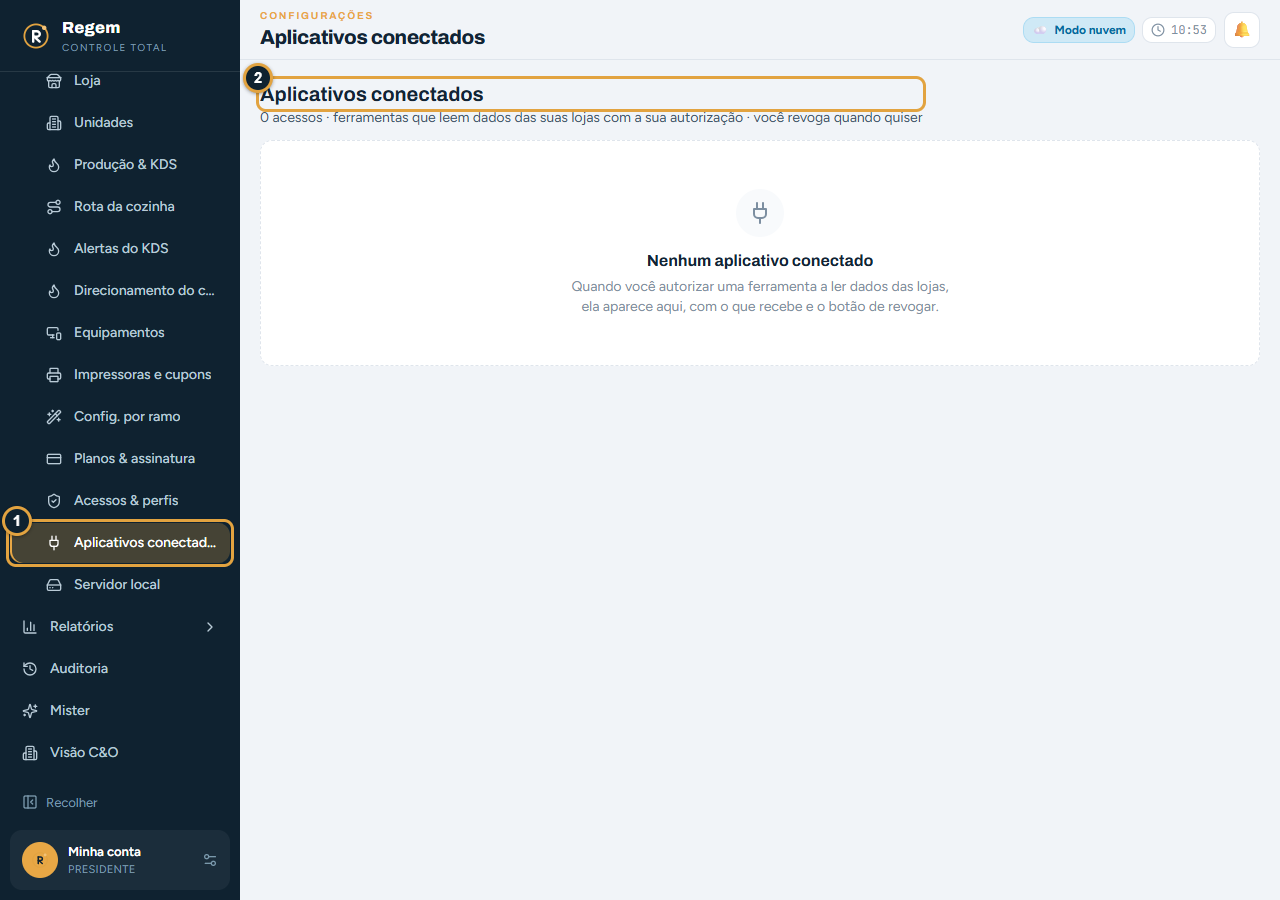 Regem
CONTROLE TOTAL
Loja
Unidades
Produção & KDS
Rota da cozinha
Alertas do KDS
Direcionamento do c...
Equipamentos
Impressoras e cupons
Config. por ramo
Planos & assinatura
Acessos & perfis
1
Aplicativos conectad...
Servidor local
Relatórios
Auditoria
Mister
Visão C&O
Recolher
R
Minha conta
PRESIDENTE
CONFIGURAÇÕES
Aplicativos conectados
Modo nuvem
10:53
2
Aplicativos conectados
0 acessos · ferramentas que leem dados das suas lojas com a sua autorização · você revoga quando quiser
Nenhum aplicativo conectado
Quando você autorizar uma ferramenta a ler dados das lojas,
ela aparece aqui, com o que recebe e o botão de revogar.